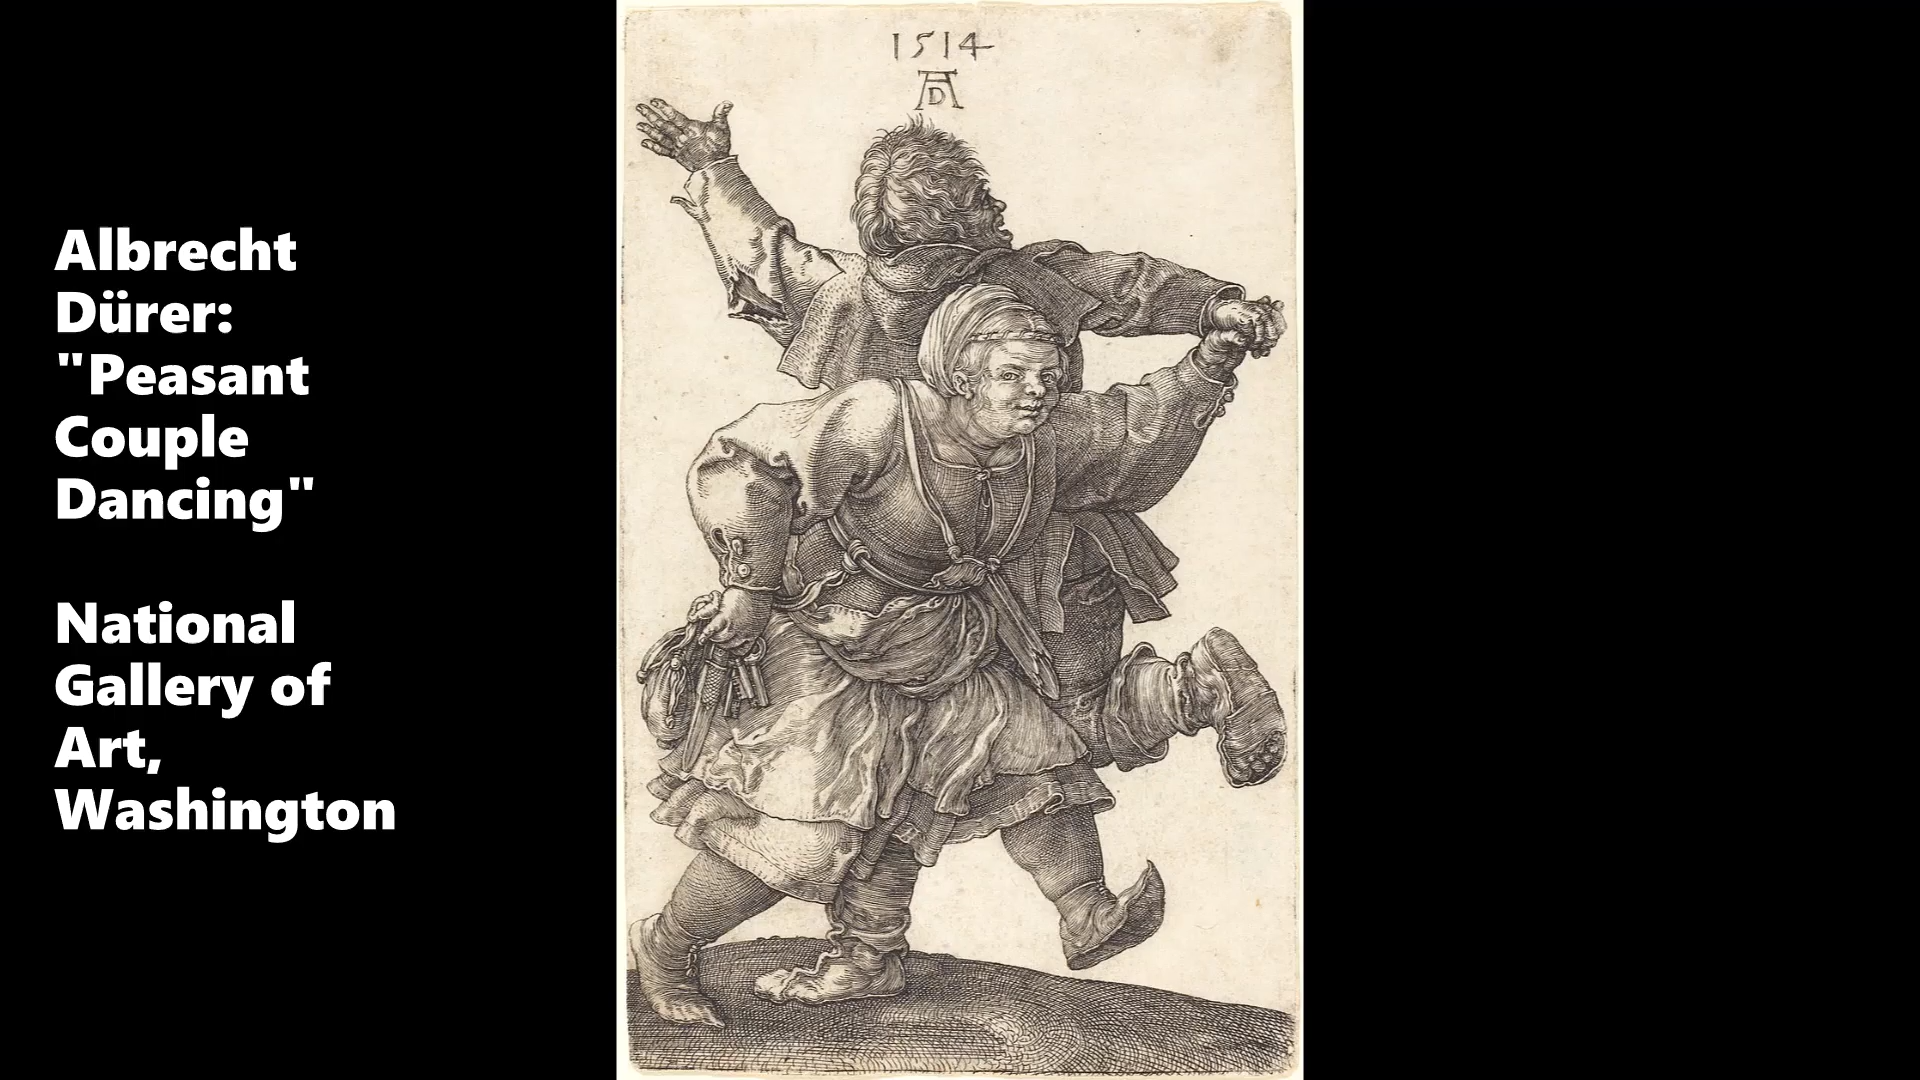 Albrecht
Dürer:
"Peasant
Couple
Dancing"
National
Gallery of
Art,
Washington
1514
AD